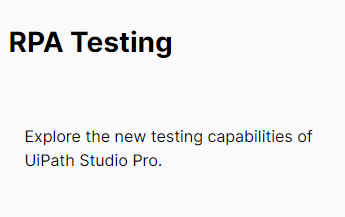 RPA Testing
Explore the new testing capabilities of
UiPath Studio Pro.